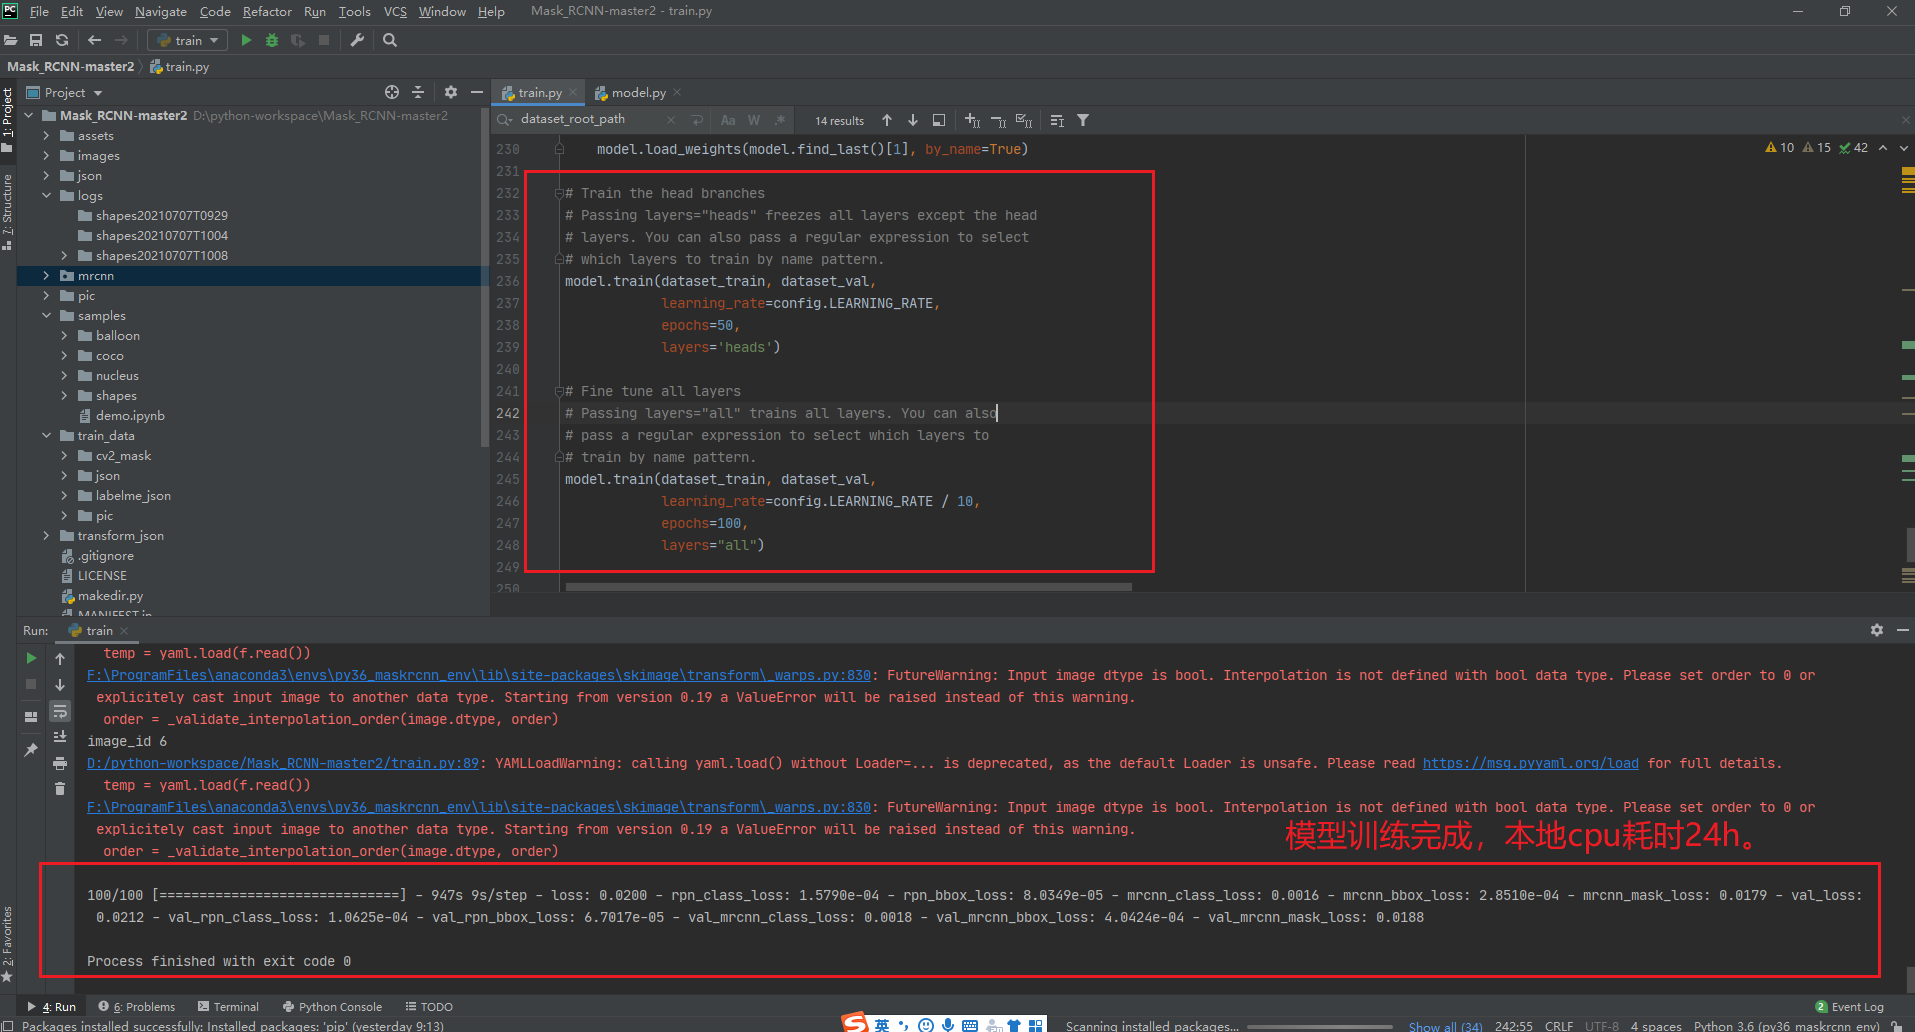 PC File Edit View Navigate Code Refactor Run Tools VCS Window Help Mask_RCNN-master2 - train.py
train
Mask_RCNN-master2 train.py
1: Project
7: Structure
2: Favorites
Project
Mask_RCNN-master2 D:\python-workspace\Mask_RCNN-master2
assets
images
json
logs
shapes20210707T0929
shapes20210707T1004
shapes20210707T1008
mrcnn
pic
samples
balloon
coco
nucleus
shapes
demo.ipynb
train_data
cv2_mask
json
labelme_json
pic
transform_json
.gitignore
LICENSE
makedir.py
MANIFEST.in
train.py model.py
dataset_root_path Aa W .* 14 results
10 15 42
230 model.load_weights(model.find_last()[1], by_name=True)
231
232 # Train the head branches
233 # Passing layers="heads" freezes all layers except the head
234 # layers. You can also pass a regular expression to select
235 # which layers to train by name pattern.
236 model.train(dataset_train, dataset_val,
237 learning_rate=config.LEARNING_RATE,
238 epochs=50,
239 layers='heads')
240
241 # Fine tune all layers
242 # Passing layers="all" trains all layers. You can also
243 # pass a regular expression to select which layers to
244 # train by name pattern.
245 model.train(dataset_train, dataset_val,
246 learning_rate=config.LEARNING_RATE / 10,
247 epochs=100,
248 layers="all")
249
250
Run: train
temp = yaml.load(f.read())
F:\ProgramFiles\anaconda3\envs\py36_maskrcnn_env\lib\site-packages\skimage\transform\_warps.py:830: FutureWarning: Input image dtype is bool. Interpolation is not defined with bool data type. Please set order to 0 or
explicitely cast input image to another data type. Starting from version 0.19 a ValueError will be raised instead of this warning.
order = _validate_interpolation_order(image.dtype, order)
image_id 6
D:/python-workspace/Mask_RCNN-master2/train.py:89: YAMLLoadWarning: calling yaml.load() without Loader=... is deprecated, as the default Loader is unsafe. Please read https://msg.pyyaml.org/load for full details.
temp = yaml.load(f.read())
F:\ProgramFiles\anaconda3\envs\py36_maskrcnn_env\lib\site-packages\skimage\transform\_warps.py:830: FutureWarning: Input image dtype is bool. Interpolation is not defined with bool data type. Please set order to 0 or
explicitely cast input image to another data type. Starting from version 0.19 a ValueError will be raised instead of this warning.
order = _validate_interpolation_order(image.dtype, order)
模型训练完成，本地cpu耗时24h。
100/100 [==============================] - 947s 9s/step - loss: 0.0200 - rpn_class_loss: 1.5790e-04 - rpn_bbox_loss: 8.0349e-05 - mrcnn_class_loss: 0.0016 - mrcnn_bbox_loss: 2.8510e-04 - mrcnn_mask_loss: 0.0179 - val_loss:
0.0212 - val_rpn_class_loss: 1.0625e-04 - val_rpn_bbox_loss: 6.7017e-05 - val_mrcnn_class_loss: 0.0018 - val_mrcnn_bbox_loss: 4.0424e-04 - val_mrcnn_mask_loss: 0.0188
Process finished with exit code 0
4: Run 6: Problems Terminal Python Console TODO 2 Event Log
Packages installed successfully: Installed packages: 'pip' (yesterday 9:13) 英 Scanning installed packages... Show all (34) 242:55 CRLF UTF-8 4 spaces Python 3.6 (py36_maskrcnn_env)